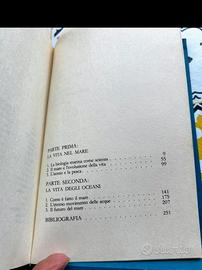 PARTE PRIMA:
LA VITA NEL MARE 9
1. La biologia marina come scienza 55
2. Il mare e l'evoluzione della vita 99
3. L'uomo e la pesca
PARTE SECONDA:
LA VITA DEGLI OCEANI 141
1. Come è fatto il mare 175
2. L'eterno movimento delle acque 207
3. Il futuro del mare
BIBLIOGRAFIA 251
subito